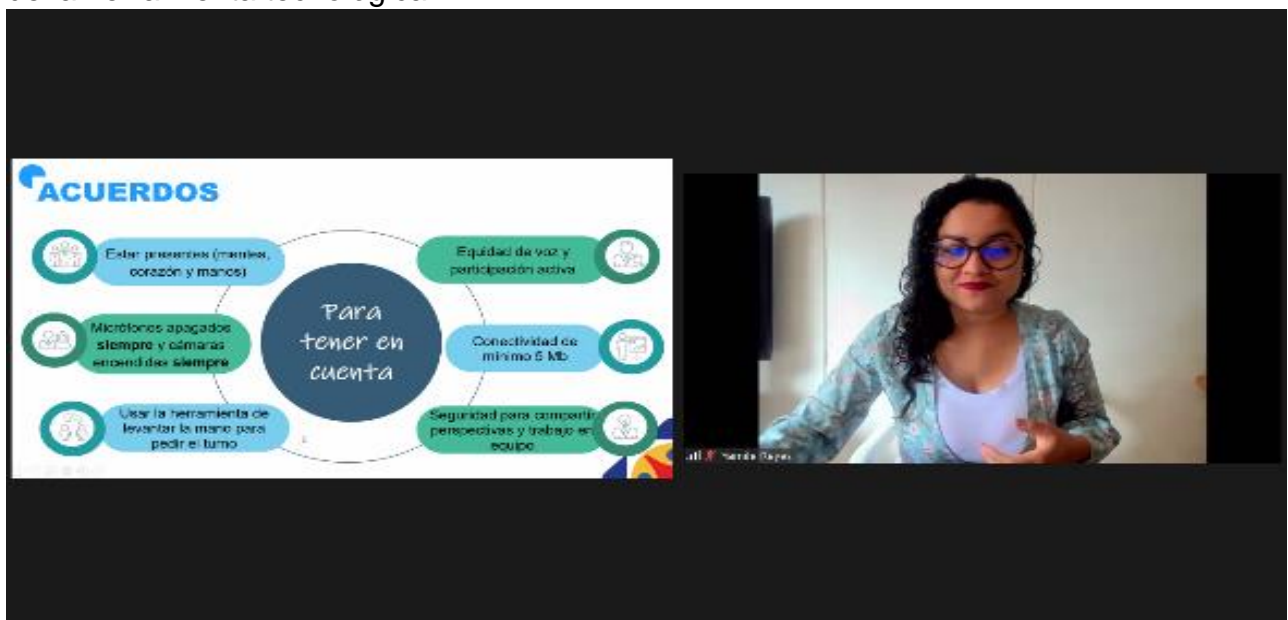 ACUERDOS
Estar presentes (mentes,
corazón y manos)
Micrófonos apagados
siempre y cámaras
encendidas siempre
Usar la herramienta de
levantar la mano para
pedir el turno
Para
tener en
cuenta
Equidad de voz y
participación activa
Conectividad de
mínimo 5 Mb
Seguridad para compartir
perspectivas y trabajo en
equipo
Reyes